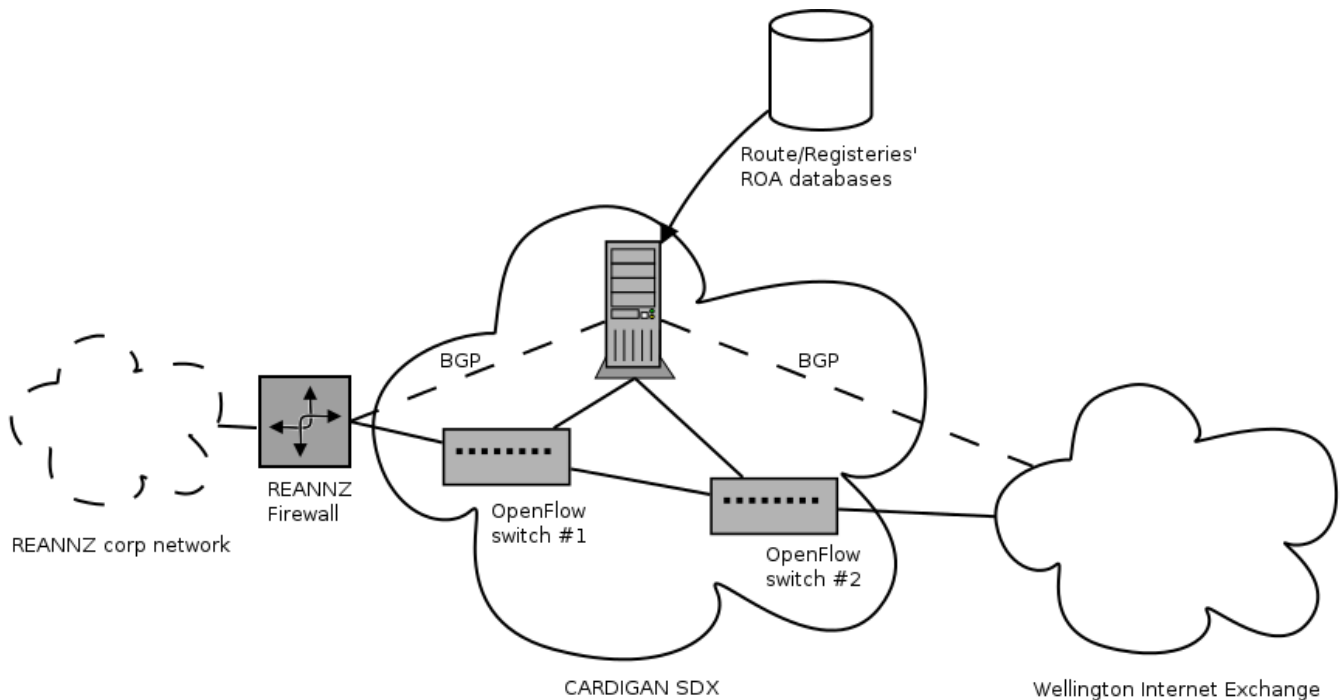 Route/Registeries'
ROA databases
BGP
BGP
REANNZ
Firewall
OpenFlow
switch #1
REANNZ corp network
OpenFlow
switch #2
CARDIGAN SDX
Wellington Internet Exchange